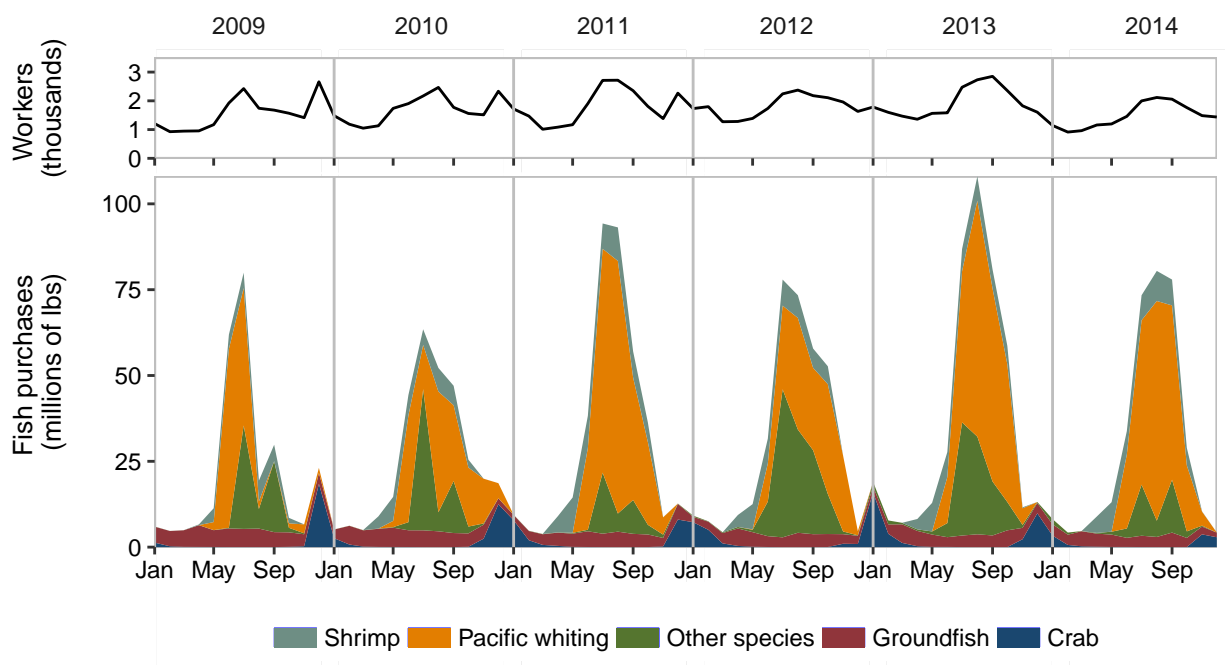 2009 2010 2011 2012 2013 2014
Workers
(thousands)
3
2
1
0
Fish purchases
(millions of lbs)
100
75
50
25
0
Jan May Sep Jan May Sep Jan May Sep Jan May Sep Jan May Sep Jan May Sep
Shrimp Pacific whiting Other species Groundfish Crab